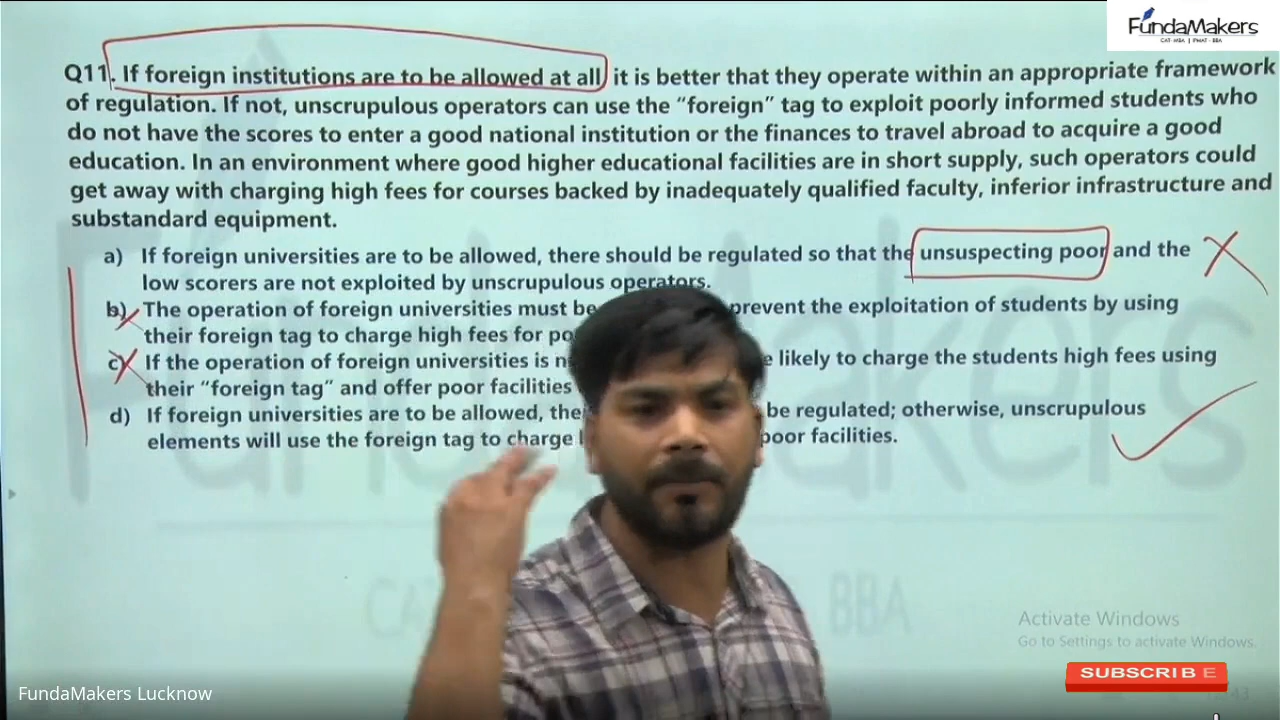 FundaMakers
CAT-MBA | IPMAT - BBA
Q11. If foreign institutions are to be allowed at all it is better that they operate within an appropriate framework
of regulation. If not, unscrupulous operators can use the “foreign” tag to exploit poorly informed students who
do not have the scores to enter a good national institution or the finances to travel abroad to acquire a good
education. In an environment where good higher educational facilities are in short supply, such operators could
get away with charging high fees for courses backed by inadequately qualified faculty, inferior infrastructure and
substandard equipment.
a) If foreign universities are to be allowed, there should be regulated so that the unsuspecting poor and the
low scorers are not exploited by unscrupulous operators.
b) The operation of foreign universities must be prevent the exploitation of students by using
their foreign tag to charge high fees for
c) If the operation of foreign universities is likely to charge the students high fees using
their “foreign tag” and offer poor facilities
d) If foreign universities are to be allowed, be regulated; otherwise, unscrupulous
elements will use the foreign tag to charge poor facilities.
FundaMakers
BBA
Activate Windows
Go to Settings to activate Windows.
SUBSCRIBE
FundaMakers Lucknow